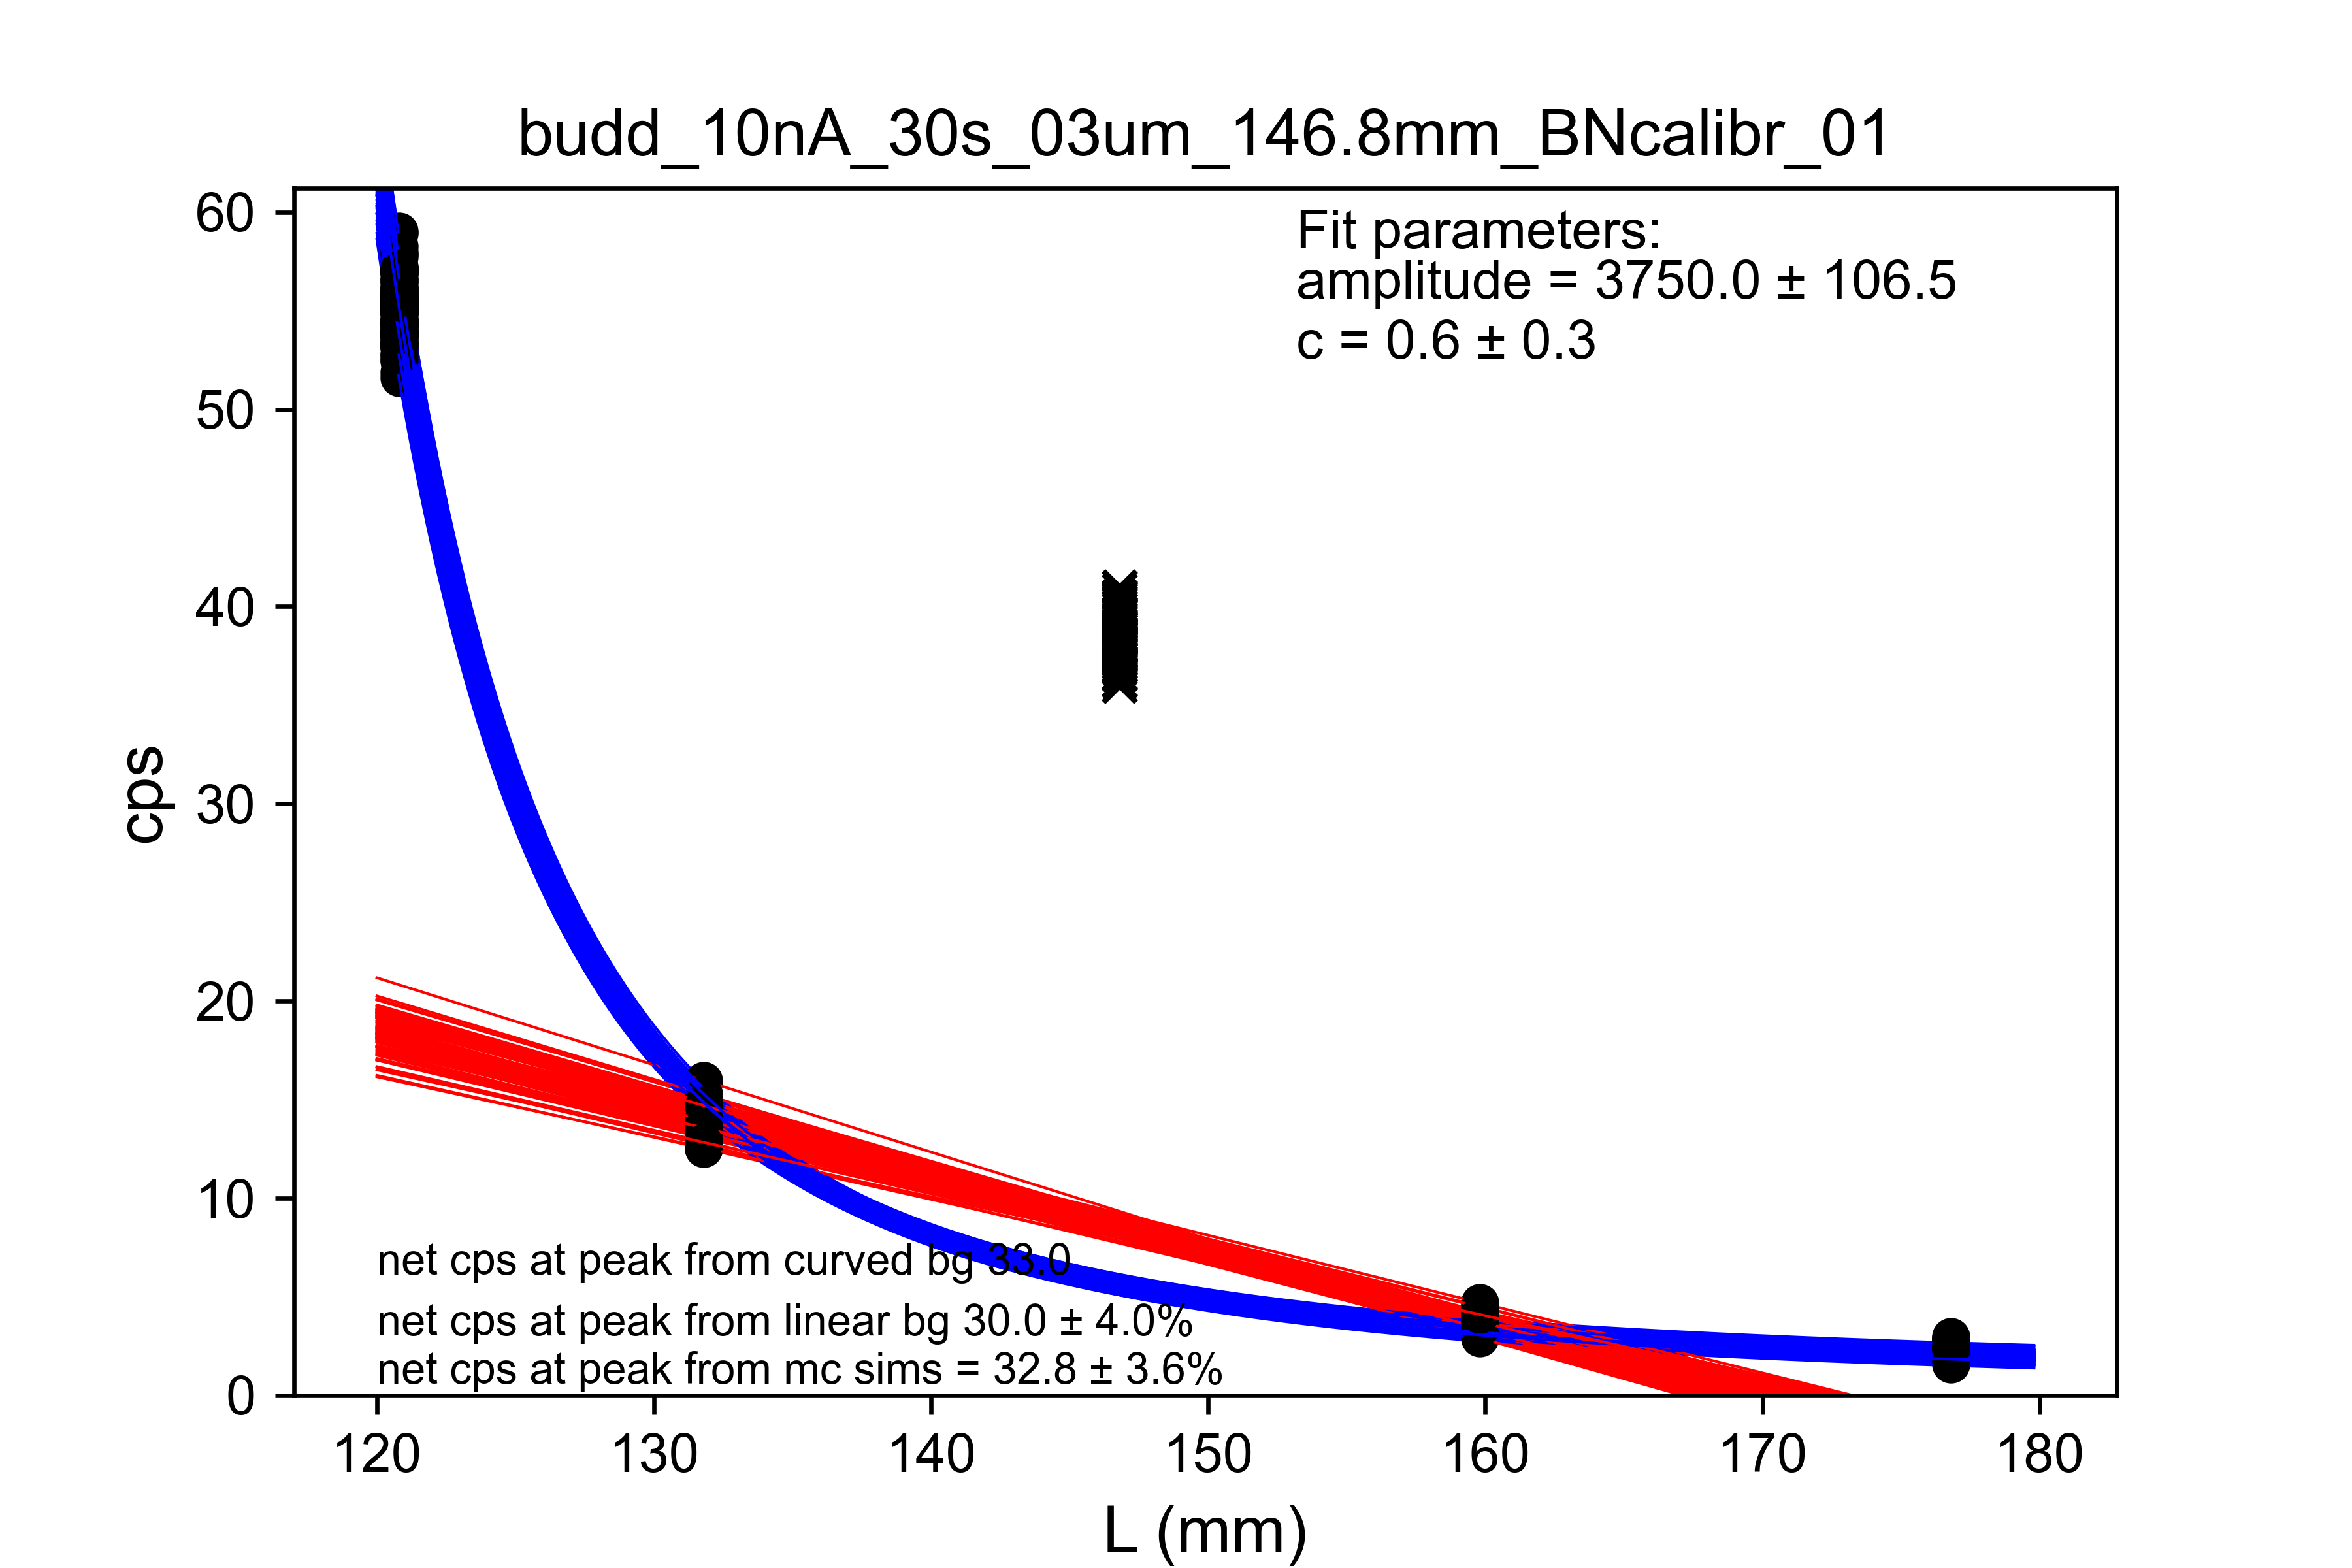 budd_10nA_30s_03um_146.8mm_BNcalibr_01
60
50
40
30
20
10
0
cps
Fit parameters:
amplitude = 3750.0 ± 106.5
c = 0.6 ± 0.3
net cps at peak from curved bg 33.0
net cps at peak from linear bg 30.0 ± 4.0%
net cps at peak from mc sims = 32.8 ± 3.6%
120 130 140 150 160 170 180
L (mm)